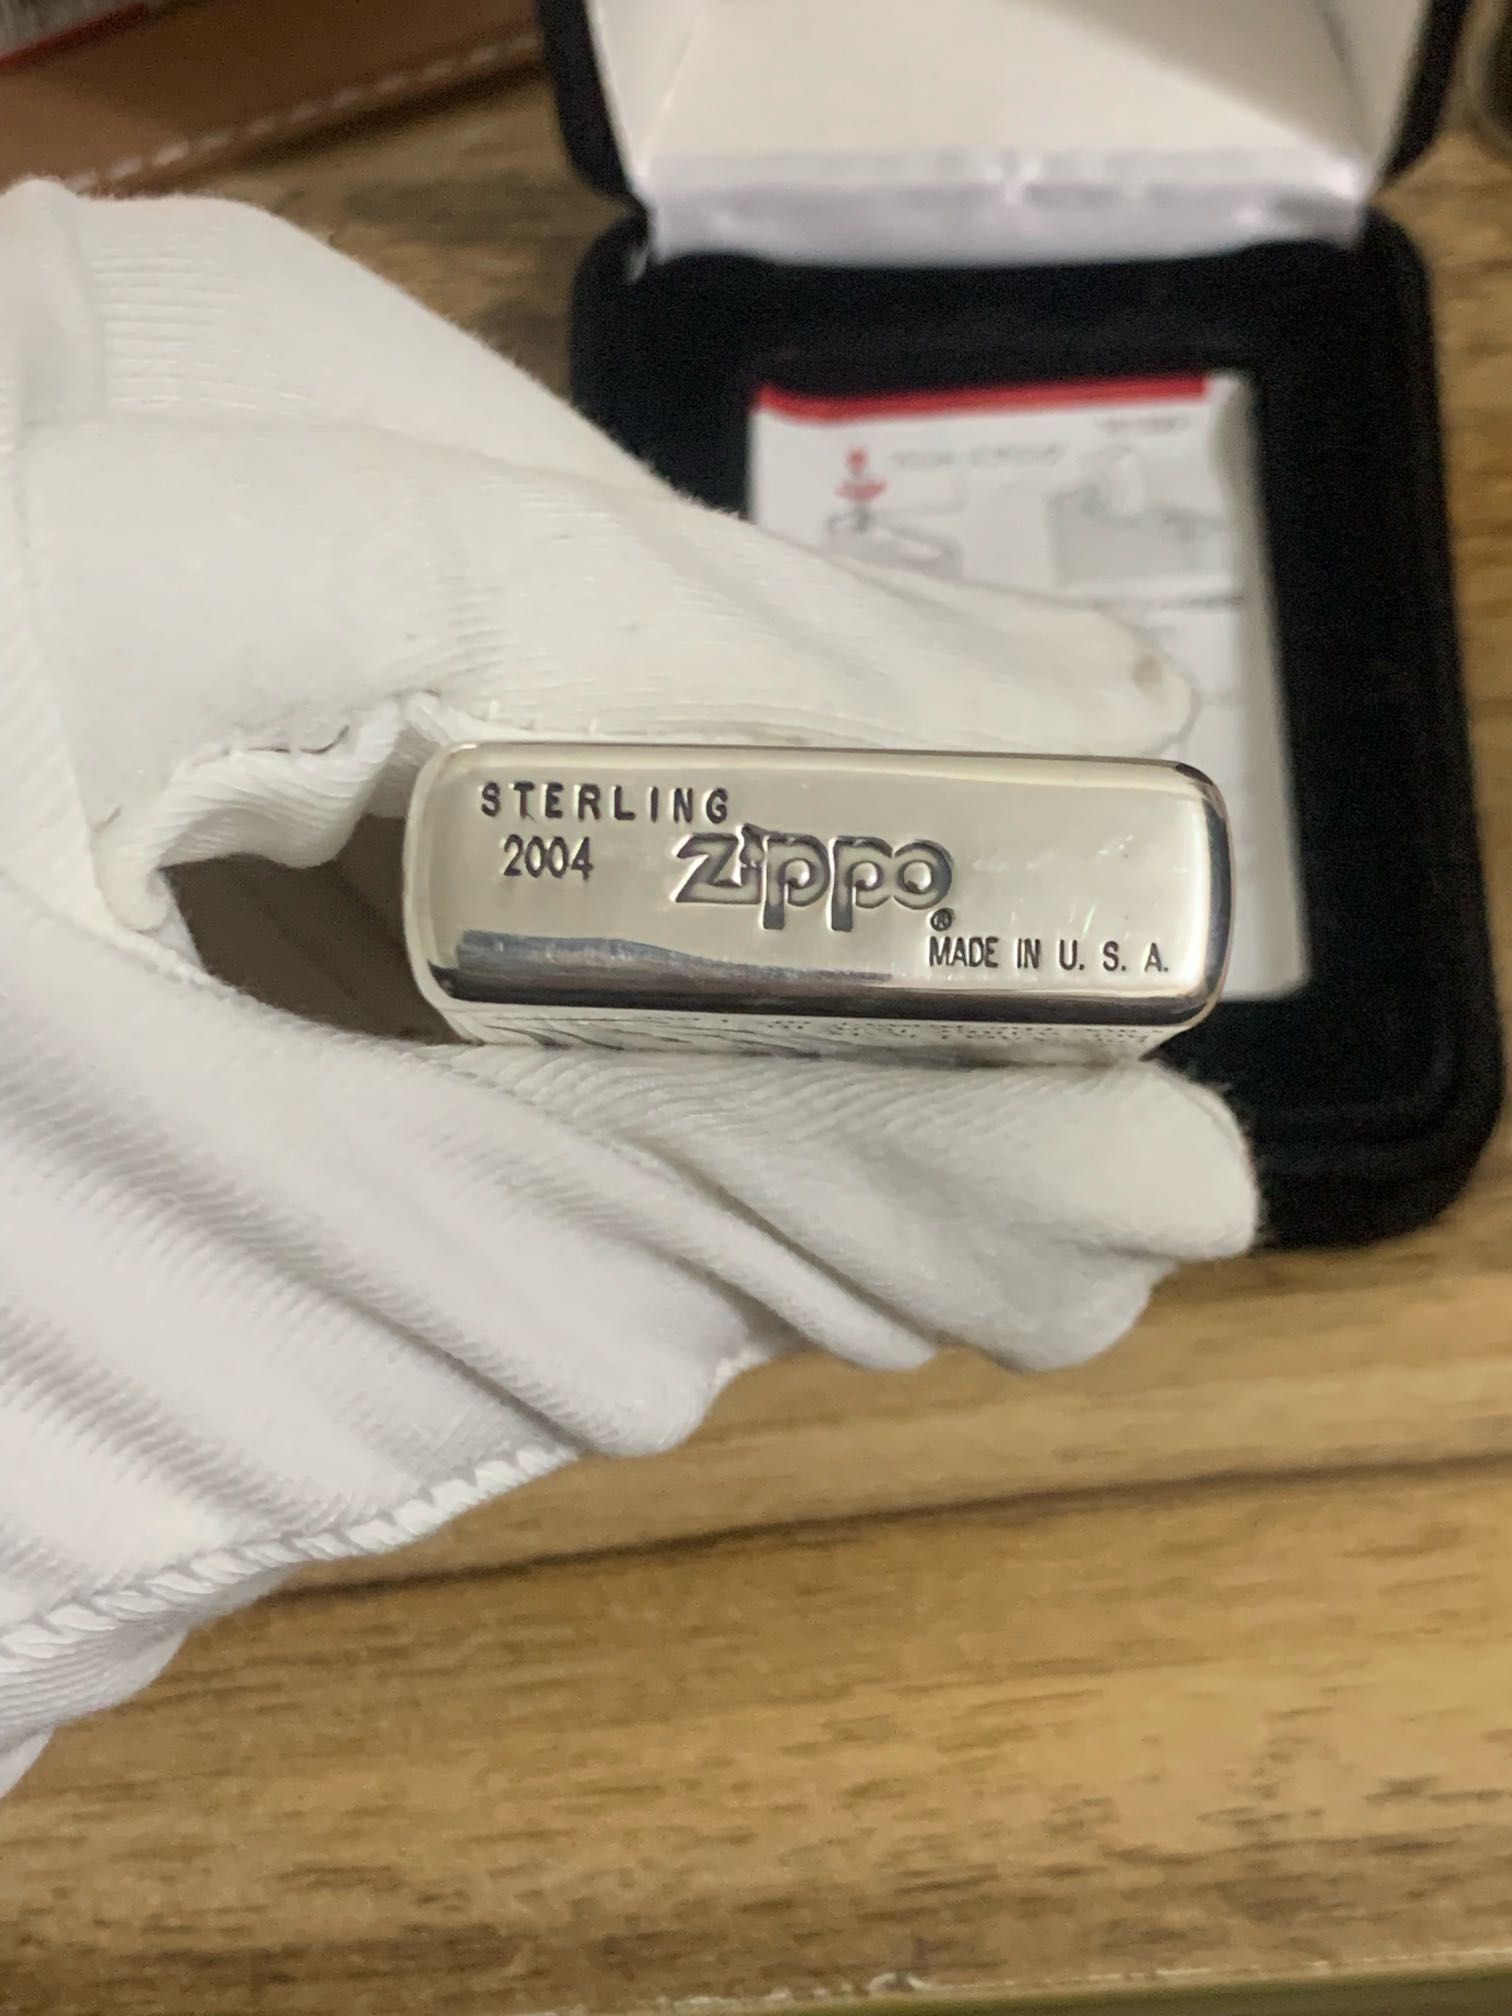 STERLING
2004 Zippo®
MADE IN U. S. A.